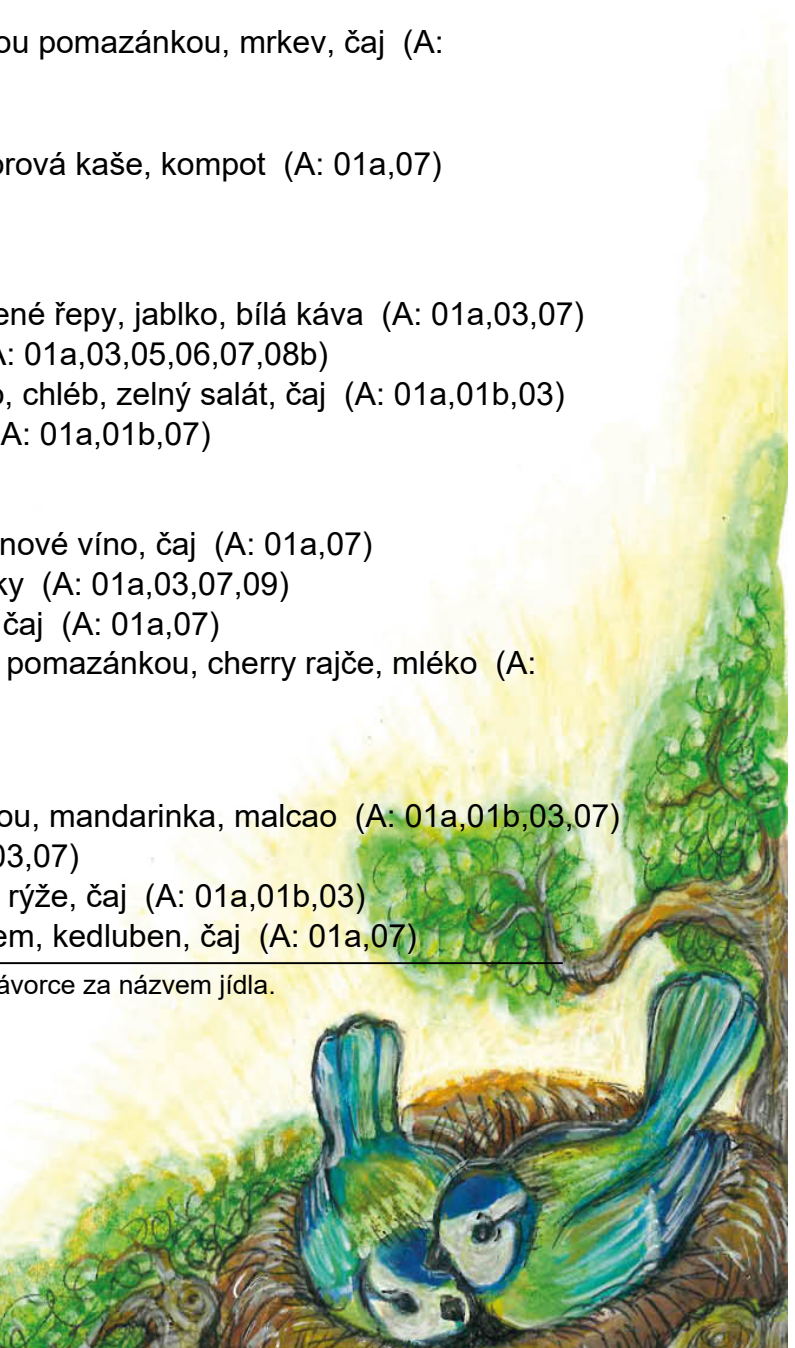 ou pomazánkou, mrkev, čaj (A:
orová kaše, kompot (A: 01a,07)
ené řepy, jablko, bílá káva (A: 01a,03,07)
A: 01a,03,05,06,07,08b)
o, chléb, zelný salát, čaj (A: 01a,01b,03)
(A: 01a,01b,07)
nové víno, čaj (A: 01a,07)
ky (A: 01a,03,07,09)
čaj (A: 01a,07)
pomazánkou, cherry rajče, mléko (A:
ou, mandarinka, malcao (A: 01a,01b,03,07)
03,07)
rýže, čaj (A: 01a,01b,03)
em, kedluben, čaj (A: 01a,07)
ávorce za názvem jídla.